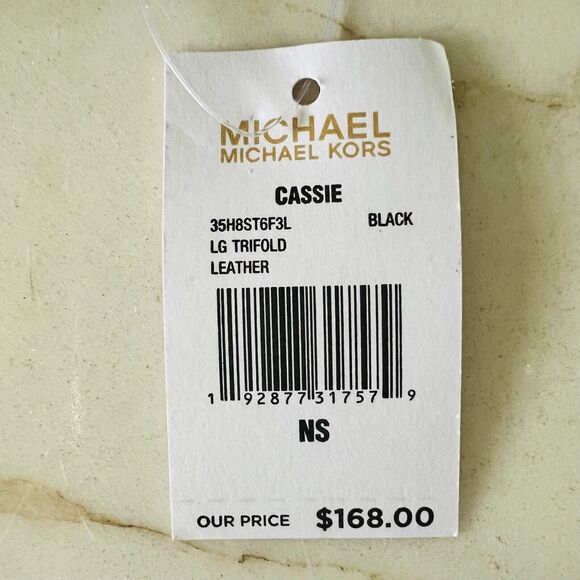 MICHAEL
MICHAEL KORS
CASSIE
35H8ST6F3L BLACK
LG TRIFOLD
LEATHER
1 92877 31757 9
NS
OUR PRICE $168.00